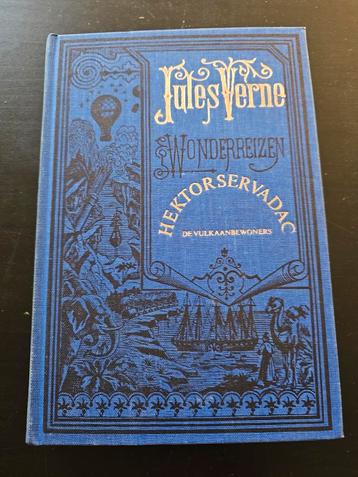 Jules Verne
WONDERREIZEN
HEKTOR SERVADAC
DE VULKAANBEWONERS